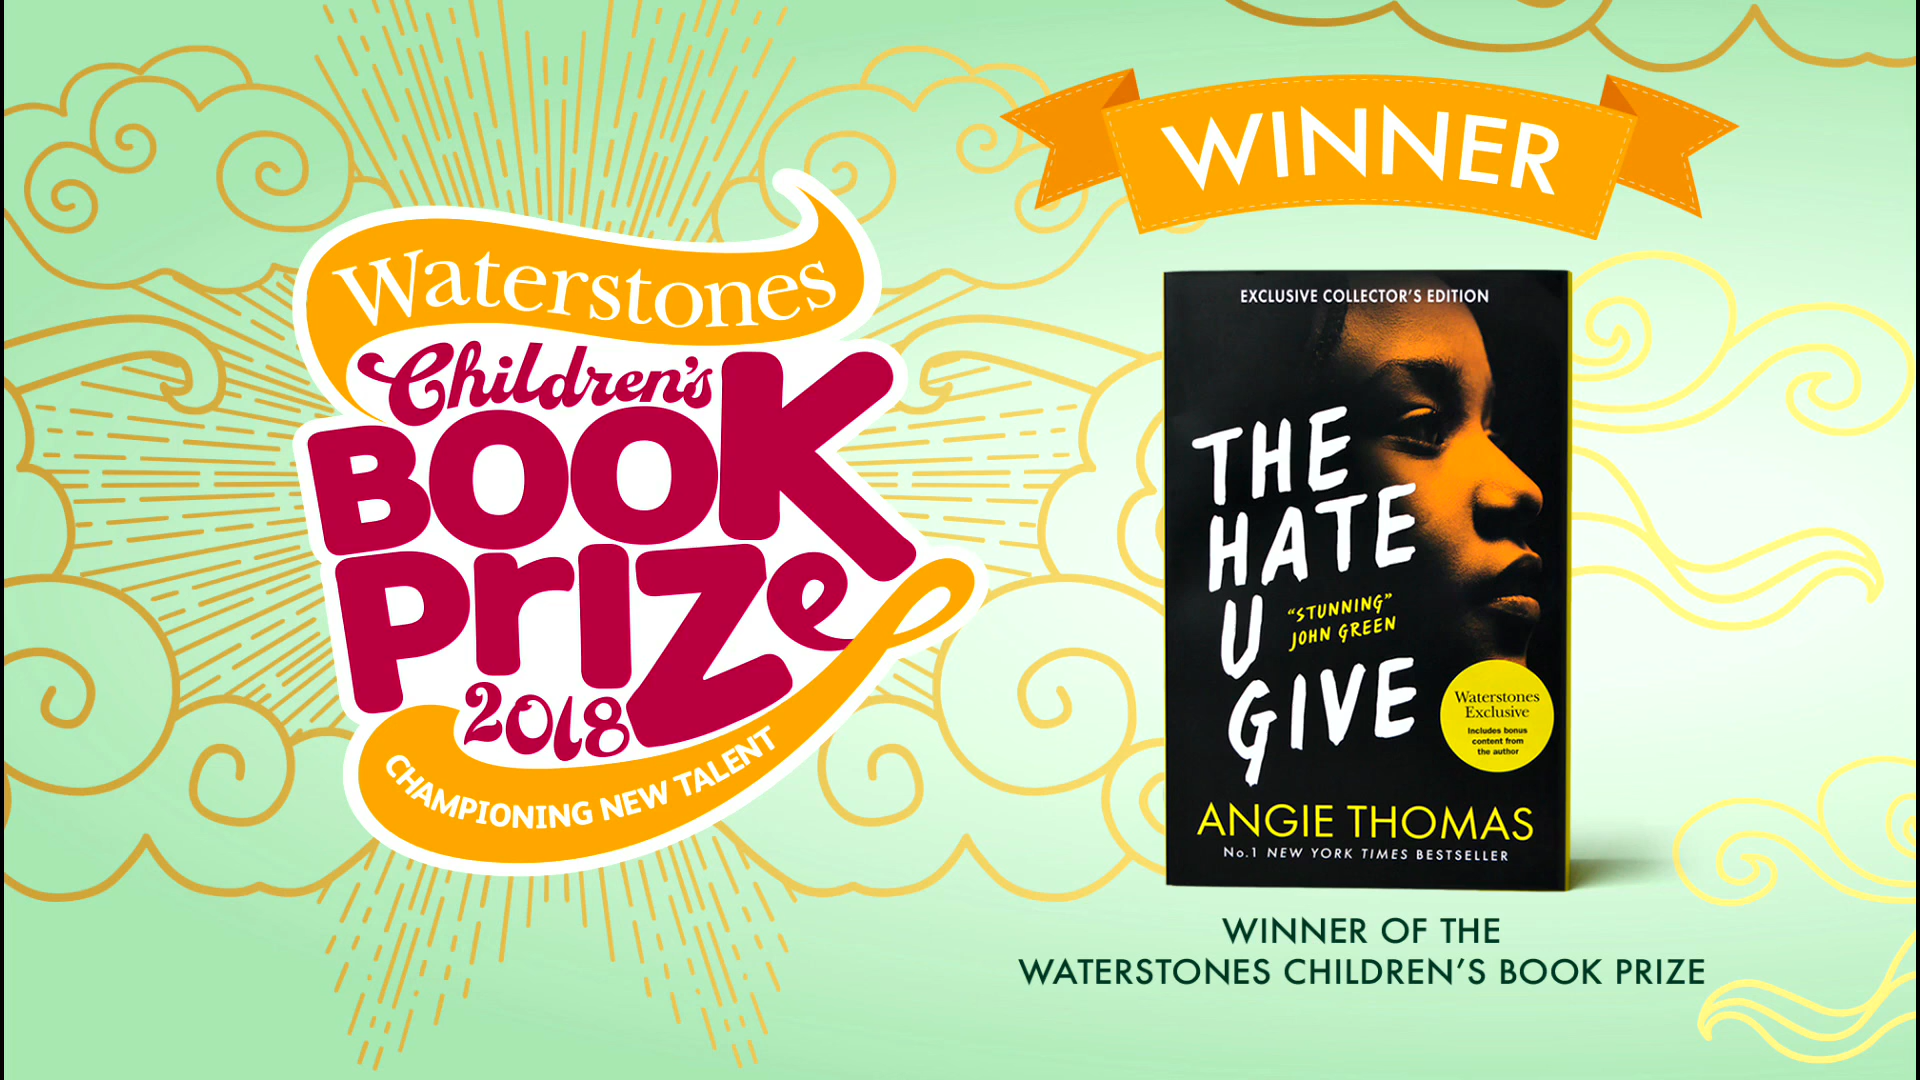 Waterstones
Children's
BOOK
PRIZE
2018
CHAMPIONING NEW TALENT
WINNER
EXCLUSIVE COLLECTOR'S EDITION
THE
HATE
U
GIVE
"STUNNING"
JOHN GREEN
Waterstones
Exclusive
Includes bonus
content from
the author
ANGIE THOMAS
No.1 NEW YORK TIMES BESTSELLER
WINNER OF THE
WATERSTONES CHILDREN'S BOOK PRIZE